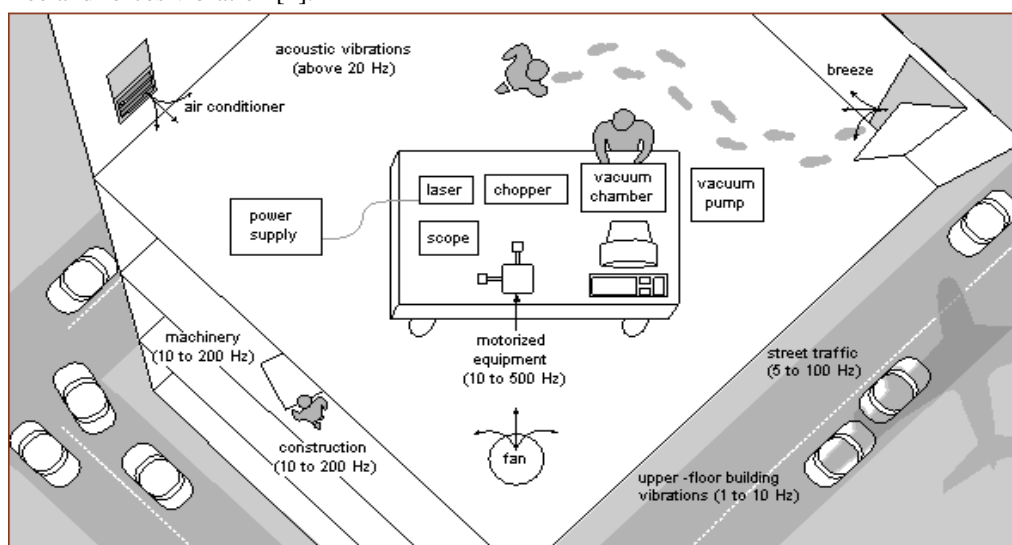 acoustic vibrations
(above 20 Hz)
air conditioner
breeze
laser
chopper
vacuum
chamber
vacuum
pump
power
supply
scope
machinery
(10 to 200 Hz)
motorized
equipment
(10 to 500 Hz)
street traffic
(5 to 100 Hz)
construction
(10 to 200 Hz)
fan
upper -floor building
vibrations (1 to 10 Hz)